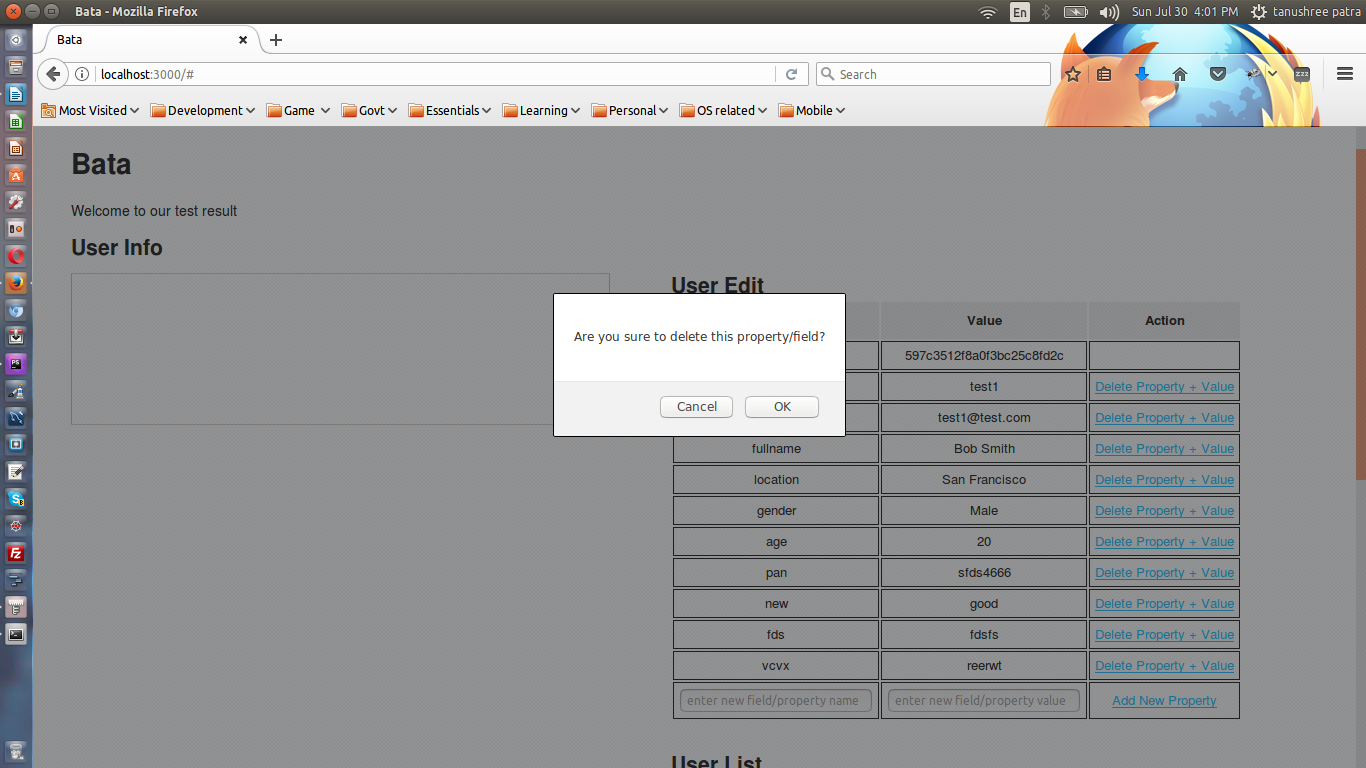 Bata - Mozilla Firefox
En
Sun Jul 30 4:01 PM
tanushree patra
Bata
localhost:3000/#
Search
zzz
Most Visited Development Game Govt Essentials Learning Personal OS related Mobile
Bata
Welcome to our test result
User Info
User Edit
Value Action
597c3512f8a0f3bc25c8fd2c
test1 Delete Property + Value
test1@test.com Delete Property + Value
fullname Bob Smith Delete Property + Value
location San Francisco Delete Property + Value
gender Male Delete Property + Value
age 20 Delete Property + Value
pan sfds4666 Delete Property + Value
new good Delete Property + Value
fds fdsfs Delete Property + Value
vcvx reerwt Delete Property + Value
enter new field/property name enter new field/property value Add New Property
User List
Are you sure to delete this property/field?
Cancel OK